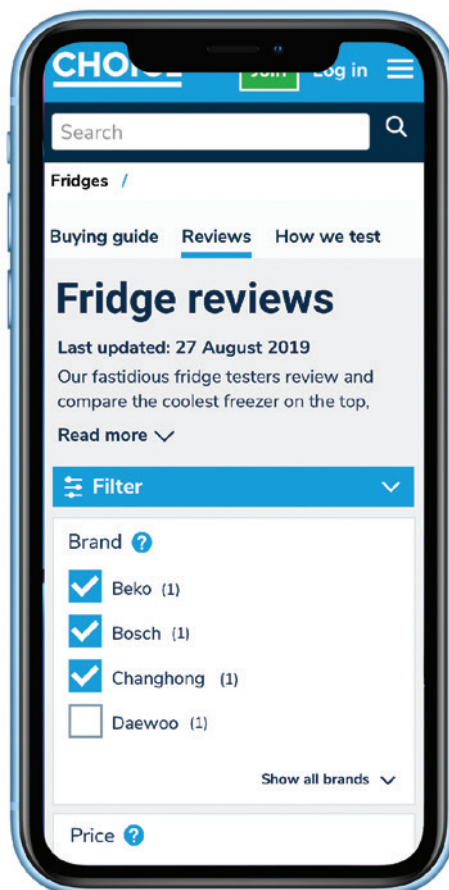 CHOICE
Join Log in
Search
Fridges /
Buying guide Reviews How we test
Fridge reviews
Last updated: 27 August 2019
Our fastidious fridge testers review and
compare the coolest freezer on the top,
Read more
Filter
Brand ?
Beko (1)
Bosch (1)
Changhong (1)
Daewoo (1)
Show all brands
Price ?